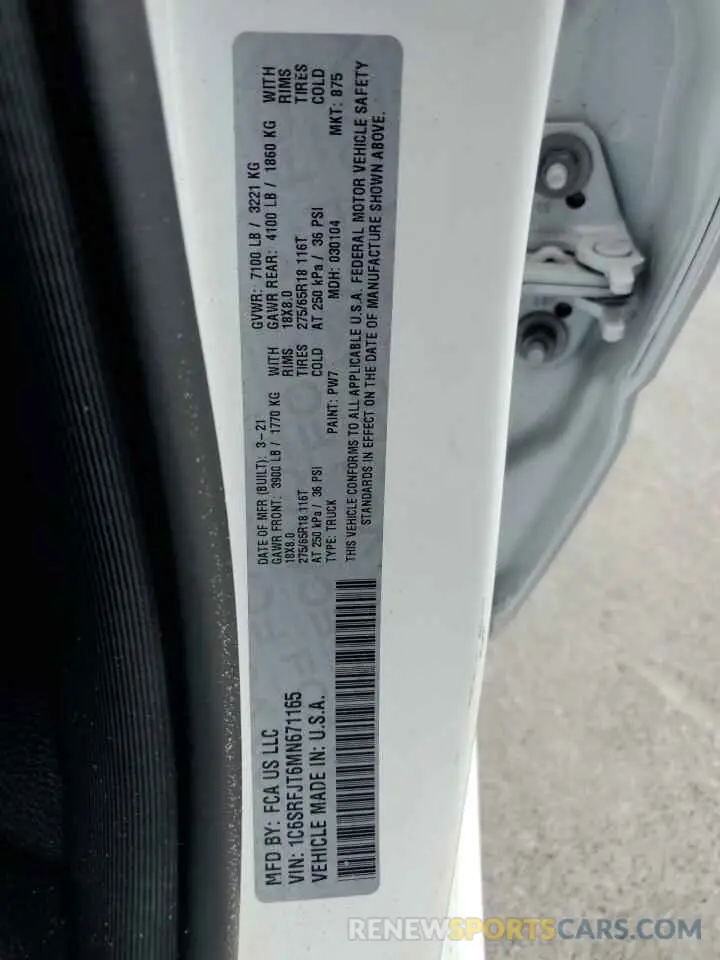 MFD BY: FCA US LLC
VIN: 1C6SRFJT6MN671165
VEHICLE MADE IN: U.S.A.
DATE OF MFR (BUILT): 3-21 GVWR: 7100 LB / 3221 KG
GAWR FRONT: 3900 LB / 1770 KG WITH GAWR REAR: 4100 LB / 1860 KG WITH
18X8.0 RIMS 18X8.0 RIMS
275/65R18 116T TIRES 275/65R18 116T TIRES
AT 250 kPa / 36 PSI COLD AT 250 kPa / 36 PSI COLD
TYPE: TRUCK PAINT: PW7 MDH: 030104 MKT: 875
THIS VEHICLE CONFORMS TO ALL APPLICABLE U.S.A. FEDERAL MOTOR VEHICLE SAFETY
STANDARDS IN EFFECT ON THE DATE OF MANUFACTURE SHOWN ABOVE.
RENEWSPORTSCARS.COM